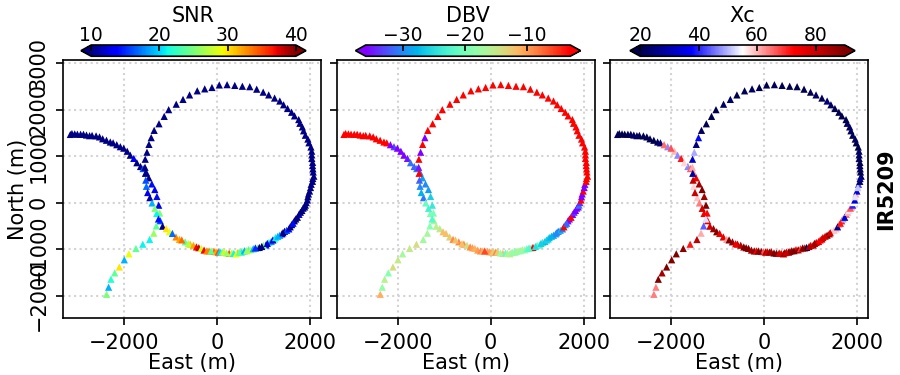 SNR DBV Xc
10 20 30 40 −30 −20 −10 20 40 60 80
North (m)
3000
2000
1000
0
−1000
−2000
−2000 0 2000 −2000 0 2000 −2000 0 2000
East (m) East (m) East (m)
IR5209